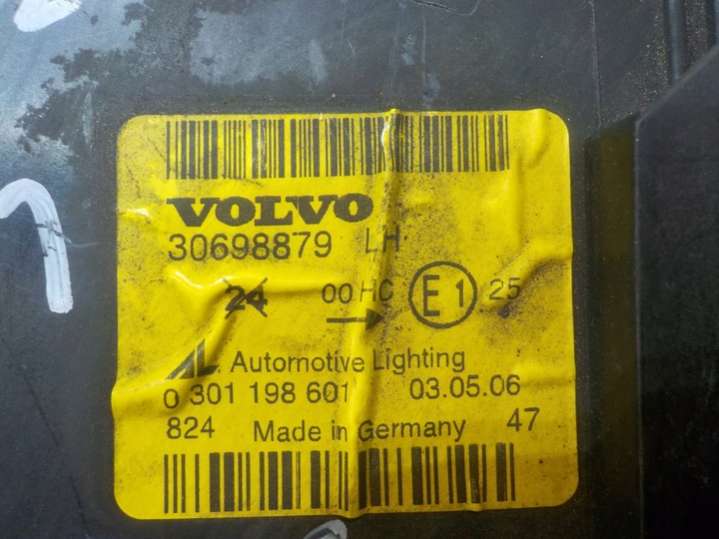 VOLVO
30698879 LH
24 00 HC E1 25
AL Automotive Lighting
0 301 198 601 03.05.06
824 Made in Germany 47